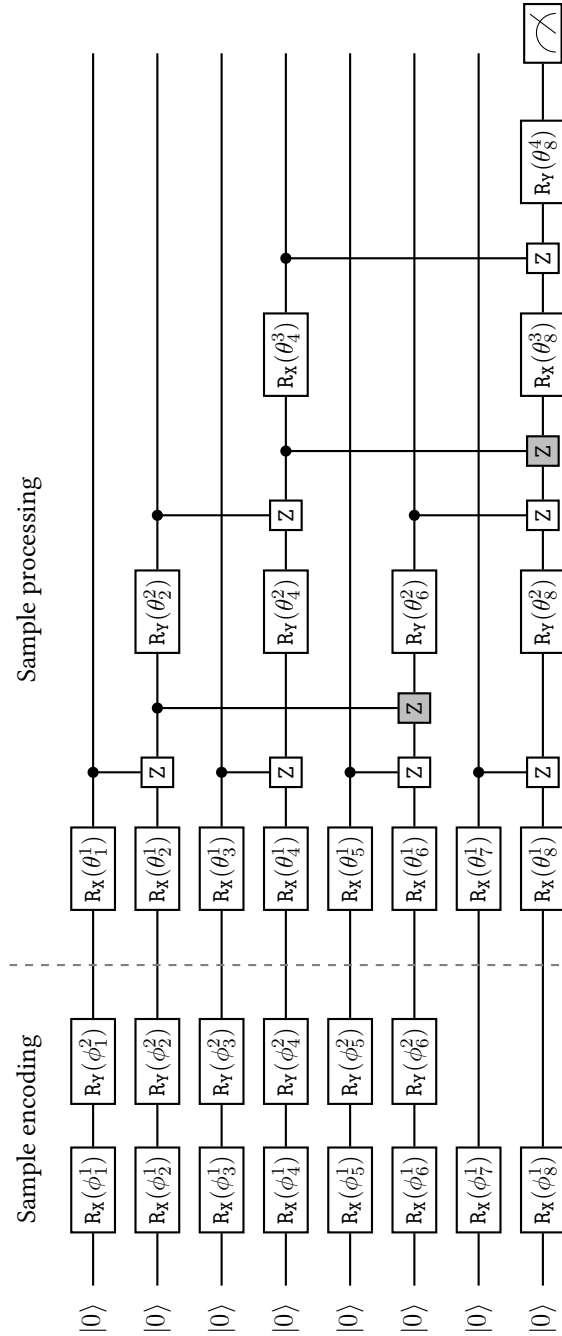 Sample encoding Sample processing
|0⟩ R_X(ϕ_1^1) R_Y(ϕ_1^2) R_X(θ_1^1)
|0⟩ R_X(ϕ_2^1) R_Y(ϕ_2^2) R_X(θ_2^1) Z R_Y(θ_2^2)
|0⟩ R_X(ϕ_3^1) R_Y(ϕ_3^2) R_X(θ_3^1)
|0⟩ R_X(ϕ_4^1) R_Y(ϕ_4^2) R_X(θ_4^1) Z R_Y(θ_4^2) Z R_X(θ_4^3)
|0⟩ R_X(ϕ_5^1) R_Y(ϕ_5^2) R_X(θ_5^1)
|0⟩ R_X(ϕ_6^1) R_Y(ϕ_6^2) R_X(θ_6^1) Z Z R_Y(θ_6^2)
|0⟩ R_X(ϕ_7^1) R_X(θ_7^1)
|0⟩ R_X(ϕ_8^1) R_X(θ_8^1) Z R_Y(θ_8^2) Z Z R_X(θ_8^3) Z R_Y(θ_8^4)